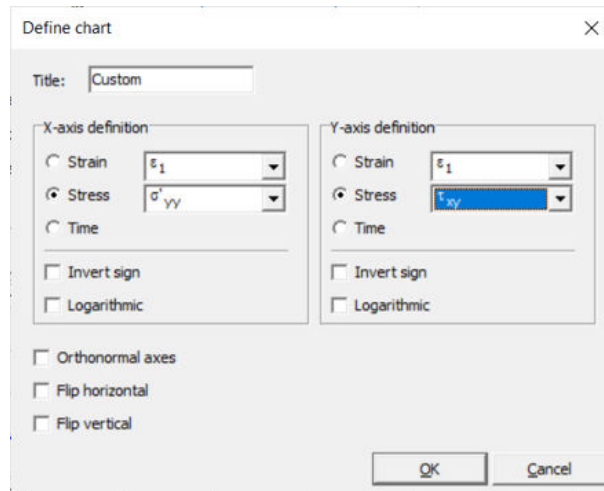 Define chart
Title: Custom
X-axis definition
Strain ε1
Stress σ'yy
Time
Invert sign
Logarithmic
Y-axis definition
Strain ε1
Stress τxy
Time
Invert sign
Logarithmic
Orthonormal axes
Flip horizontal
Flip vertical
OK Cancel